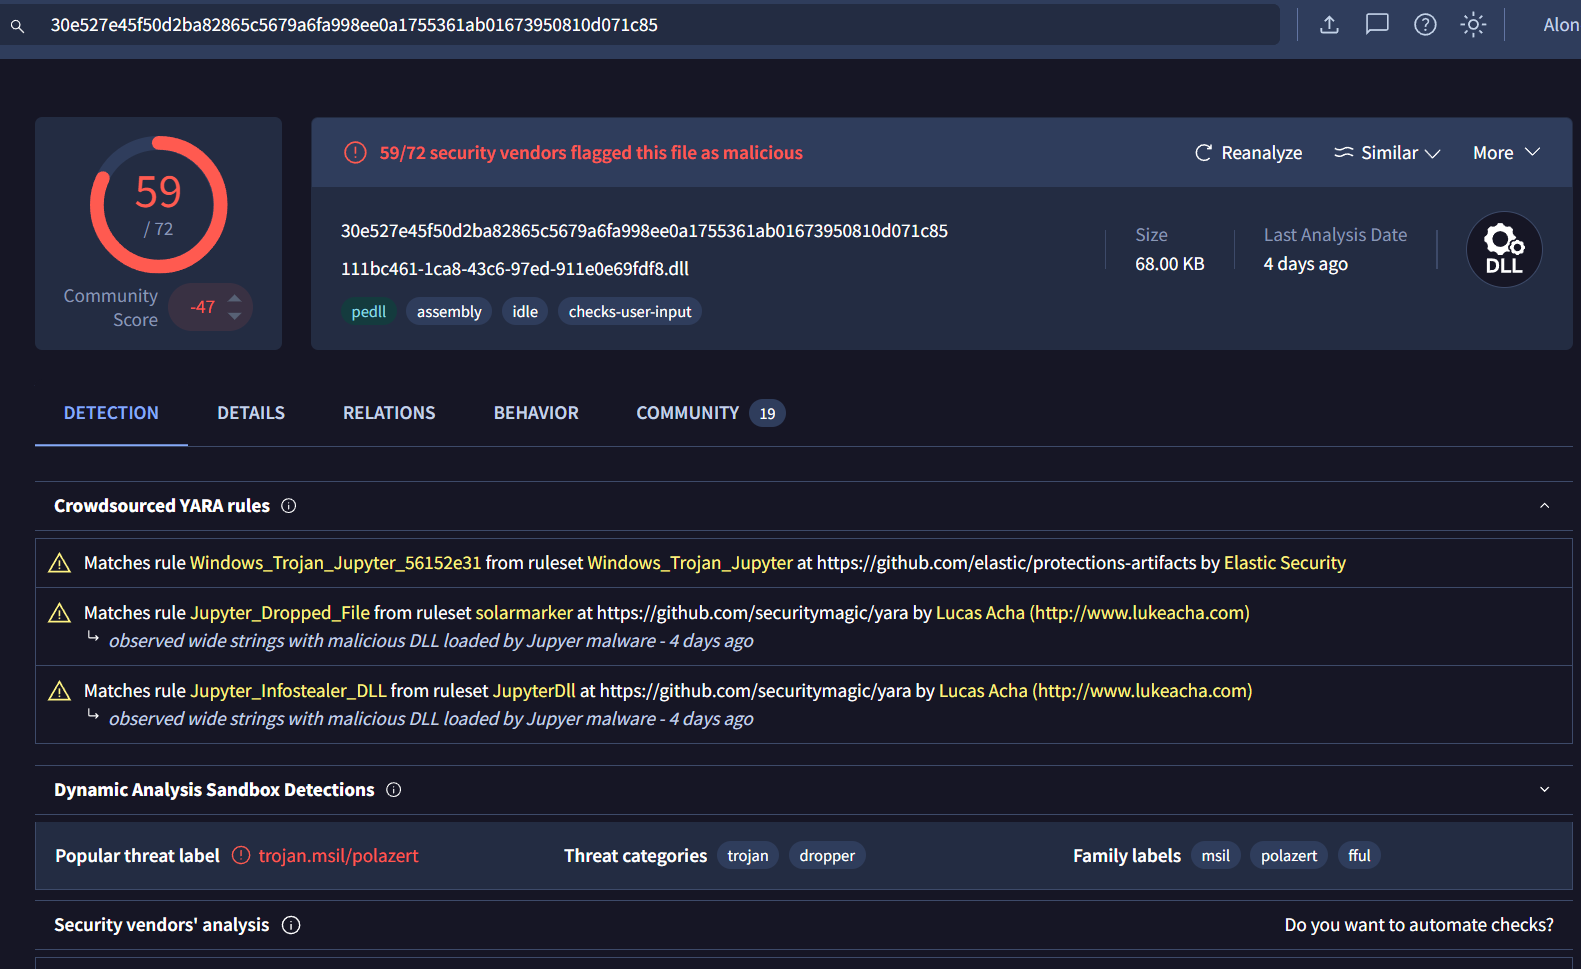 30e527e45f50d2ba82865c5679a6fa998ee0a1755361ab01673950810d071c85
Alon
59
/ 72
Community
Score
-47
59/72 security vendors flagged this file as malicious
Reanalyze
Similar
More
30e527e45f50d2ba82865c5679a6fa998ee0a1755361ab01673950810d071c85
111bc461-1ca8-43c6-97ed-911e0e69fdf8.dll
pedll
assembly
idle
checks-user-input
Size
68.00 KB
Last Analysis Date
4 days ago
DLL
DETECTION
DETAILS
RELATIONS
BEHAVIOR
COMMUNITY
19
Crowdsourced YARA rules
Matches rule Windows_Trojan_Jupyter_56152e31 from ruleset Windows_Trojan_Jupyter at https://github.com/elastic/protections-artifacts by Elastic Security
Matches rule Jupyter_Dropped_File from ruleset solarmarker at https://github.com/securitymagic/yara by Lucas Acha (http://www.lukeacha.com)
observed wide strings with malicious DLL loaded by Jupyer malware - 4 days ago
Matches rule Jupyter_Infostealer_DLL from ruleset JupyterDll at https://github.com/securitymagic/yara by Lucas Acha (http://www.lukeacha.com)
observed wide strings with malicious DLL loaded by Jupyer malware - 4 days ago
Dynamic Analysis Sandbox Detections
Popular threat label
trojan.msil/polazert
Threat categories
trojan
dropper
Family labels
msil
polazert
fful
Security vendors' analysis
Do you want to automate checks?